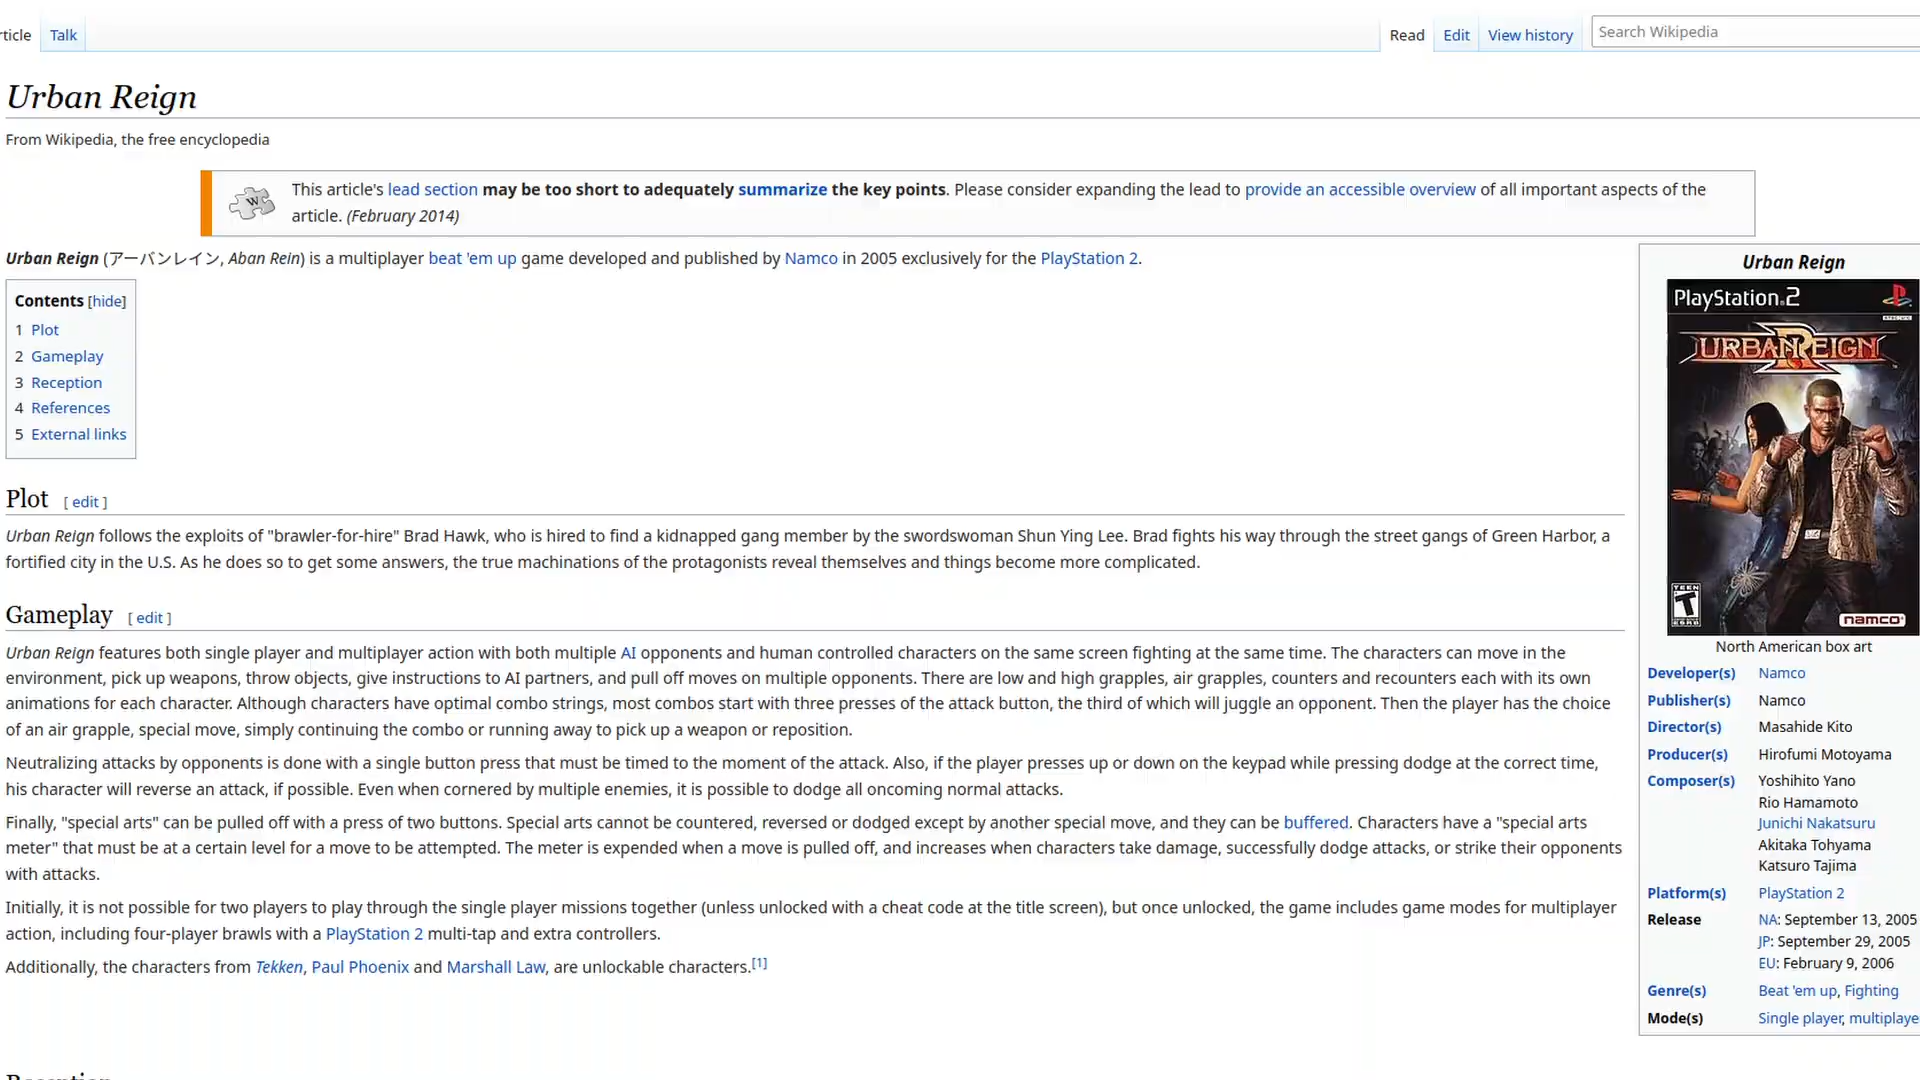 rticle
Talk
Read
Edit
View history
Search Wikipedia
Urban Reign
From Wikipedia, the free encyclopedia
This article's lead section may be too short to adequately summarize the key points. Please consider expanding the lead to provide an accessible overview of all important aspects of the
article. (February 2014)
Urban Reign (アーバンレイン, Aban Rein) is a multiplayer beat 'em up game developed and published by Namco in 2005 exclusively for the PlayStation 2.
Contents [hide]
1 Plot
2 Gameplay
3 Reception
4 References
5 External links
Plot [ edit ]
Urban Reign follows the exploits of "brawler-for-hire" Brad Hawk, who is hired to find a kidnapped gang member by the swordswoman Shun Ying Lee. Brad fights his way through the street gangs of Green Harbor, a
fortified city in the U.S. As he does so to get some answers, the true machinations of the protagonists reveal themselves and things become more complicated.
Gameplay [ edit ]
Urban Reign features both single player and multiplayer action with both multiple AI opponents and human controlled characters on the same screen fighting at the same time. The characters can move in the
environment, pick up weapons, throw objects, give instructions to AI partners, and pull off moves on multiple opponents. There are low and high grapples, air grapples, counters and recounters each with its own
animations for each character. Although characters have optimal combo strings, most combos start with three presses of the attack button, the third of which will juggle an opponent. Then the player has the choice
of an air grapple, special move, simply continuing the combo or running away to pick up a weapon or reposition.
Neutralizing attacks by opponents is done with a single button press that must be timed to the moment of the attack. Also, if the player presses up or down on the keypad while pressing dodge at the correct time,
his character will reverse an attack, if possible. Even when cornered by multiple enemies, it is possible to dodge all oncoming normal attacks.
Finally, "special arts" can be pulled off with a press of two buttons. Special arts cannot be countered, reversed or dodged except by another special move, and they can be buffered. Characters have a "special arts
meter" that must be at a certain level for a move to be attempted. The meter is expended when a move is pulled off, and increases when characters take damage, successfully dodge attacks, or strike their opponents
with attacks.
Initially, it is not possible for two players to play through the single player missions together (unless unlocked with a cheat code at the title screen), but once unlocked, the game includes game modes for multiplayer
action, including four-player brawls with a PlayStation 2 multi-tap and extra controllers.
Additionally, the characters from Tekken, Paul Phoenix and Marshall Law, are unlockable characters.[1]
Reception
Urban Reign
PlayStation.2
URBAN REIGN
TEEN
T
ESRB
namco
North American box art
Developer(s) Namco
Publisher(s) Namco
Director(s) Masahide Kito
Producer(s) Hirofumi Motoyama
Composer(s) Yoshihito Yano
Rio Hamamoto
Junichi Nakatsuru
Akitaka Tohyama
Katsuro Tajima
Platform(s) PlayStation 2
Release NA: September 13, 2005
JP: September 29, 2005
EU: February 9, 2006
Genre(s) Beat 'em up, Fighting
Mode(s) Single player, multiplaye